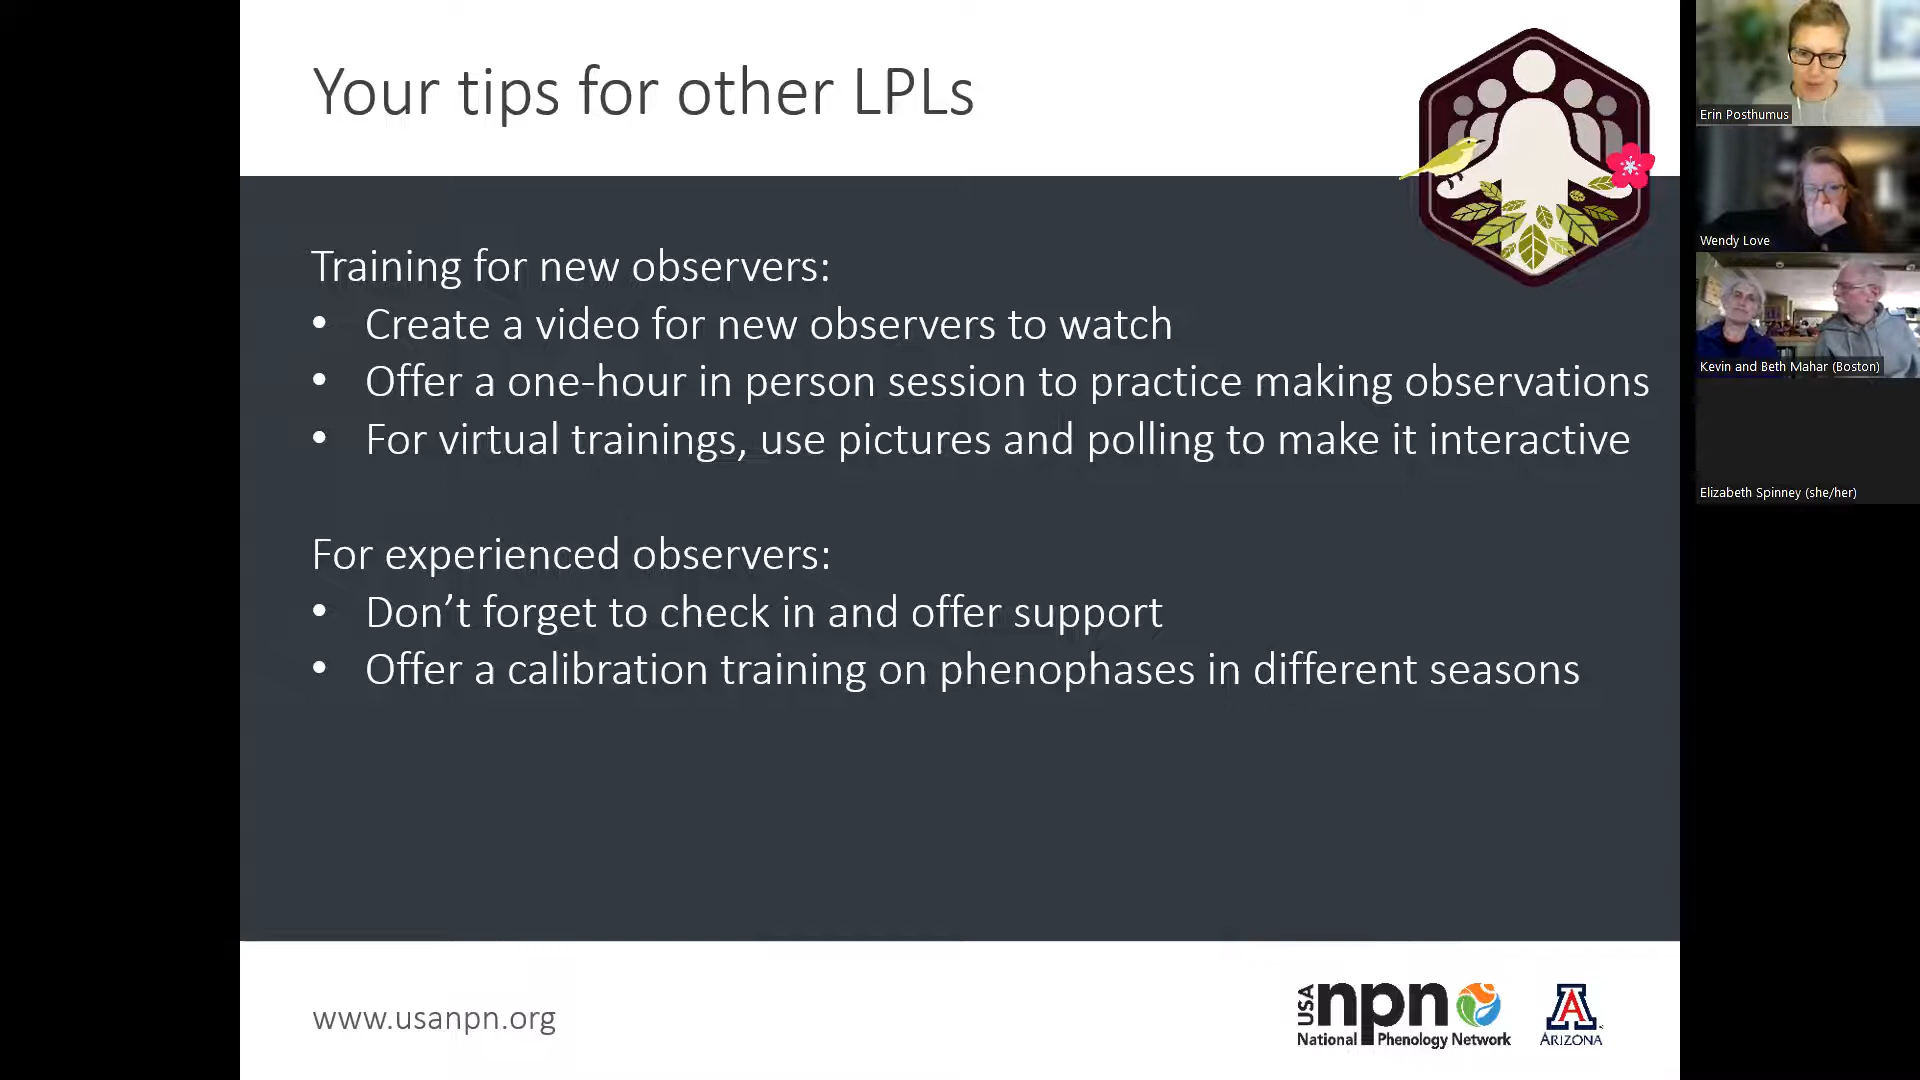 Your tips for other LPLs
Training for new observers:
• Create a video for new observers to watch
• Offer a one-hour in person session to practice making observations
• For virtual trainings, use pictures and polling to make it interactive
For experienced observers:
• Don’t forget to check in and offer support
• Offer a calibration training on phenophases in different seasons
www.usanpn.org
USA npn
National Phenology Network
A
ARIZONA
Erin Posthumus
Wendy Love
Kevin and Beth Mahar (Boston)
Elizabeth Spinney (she/her)